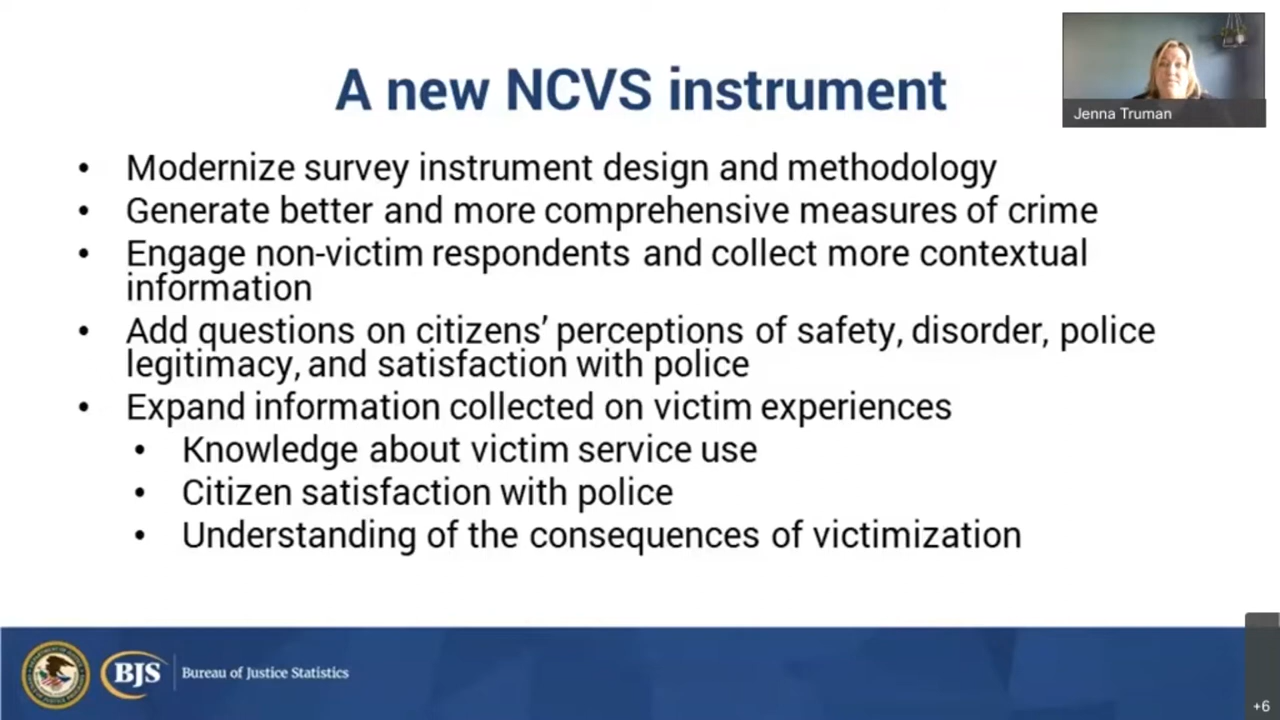 A new NCVS instrument
Jenna Truman
• Modernize survey instrument design and methodology
• Generate better and more comprehensive measures of crime
• Engage non-victim respondents and collect more contextual
information
• Add questions on citizens’ perceptions of safety, disorder, police
legitimacy, and satisfaction with police
• Expand information collected on victim experiences
• Knowledge about victim service use
• Citizen satisfaction with police
• Understanding of the consequences of victimization
BJS
Bureau of Justice Statistics
+6